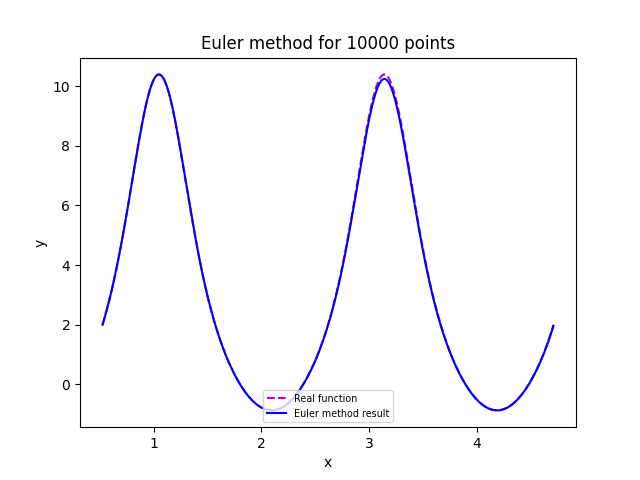 Euler method for 10000 points
10
8
6
4
2
0
y
Real function
Euler method result
1
2
3
4
x